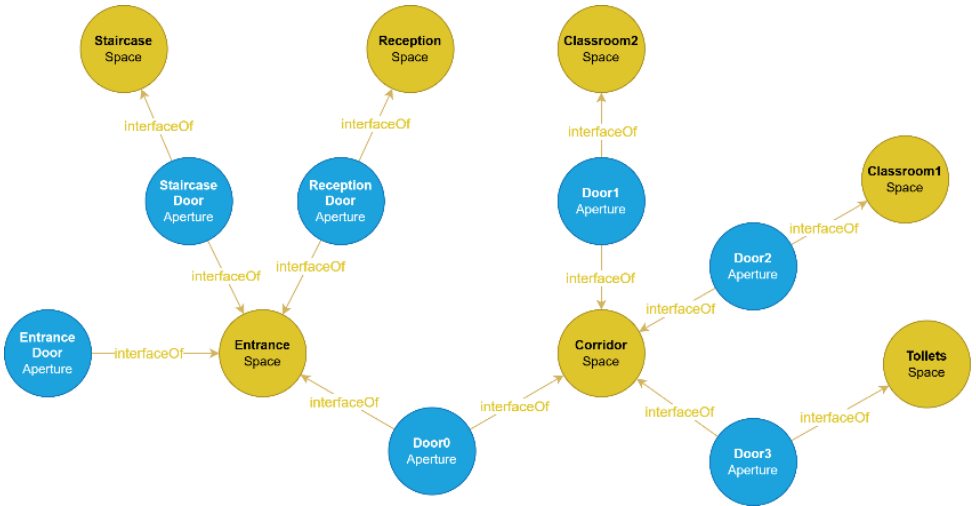 Staircase
Space
Reception
Space
Classroom2
Space
interfaceOf
interfaceOf
interfaceOf
Staircase
Door
Aperture
Reception
Door
Aperture
Door1
Aperture
Classroom1
Space
interfaceOf
Door2
Aperture
interfaceOf
interfaceOf
interfaceOf
interfaceOf
Entrance
Door
Aperture
interfaceOf
Entrance
Space
Corridor
Space
Tollets
Space
interfaceOf
interfaceOf
interfaceOf
interfaceOf
Door0
Aperture
Door3
Aperture